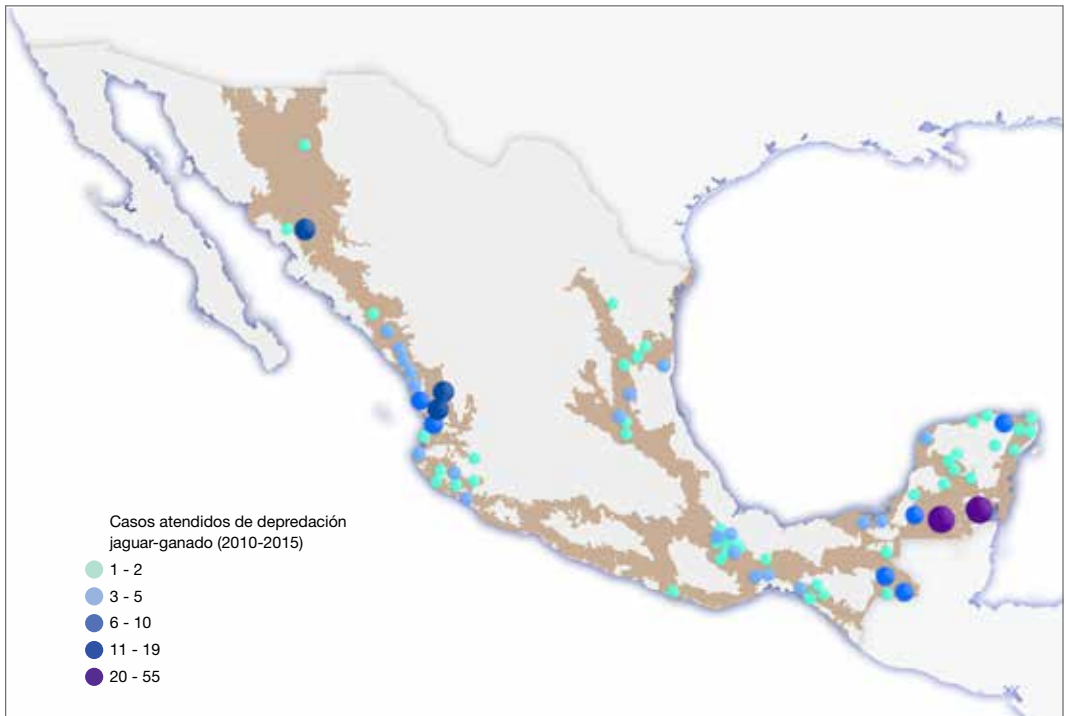 Casos atendidos de depredación
jaguar-ganado (2010-2015)
1 - 2
3 - 5
6 - 10
11 - 19
20 - 55